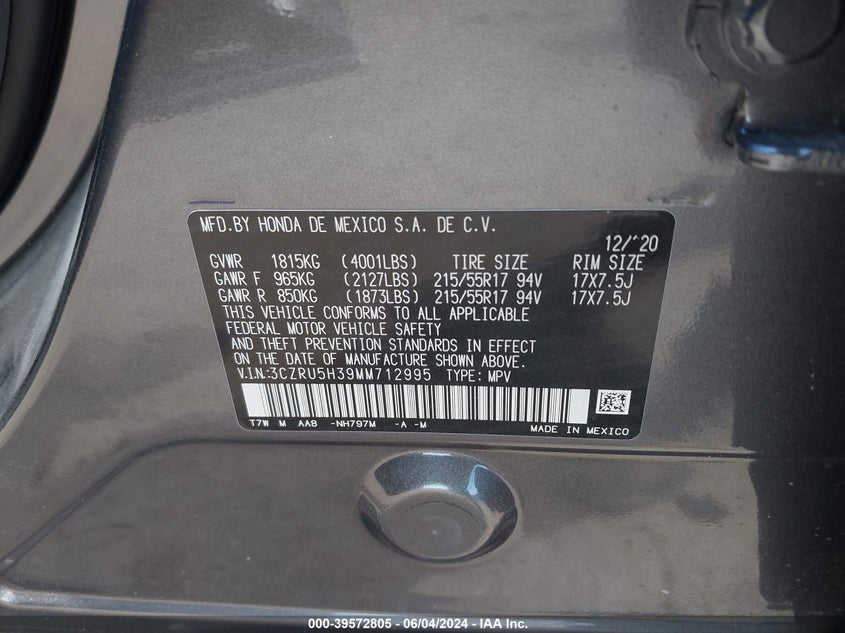 MFD.BY HONDA DE MEXICO S.A. DE C.V.
12/'20
GVWR 1815KG (4001LBS) TIRE SIZE RIM SIZE
GAWR F 965KG (2127LBS) 215/55R17 94V 17X7.5J
GAWR R 850KG (1873LBS) 215/55R17 94V 17X7.5J
THIS VEHICLE CONFORMS TO ALL APPLICABLE
FEDERAL MOTOR VEHICLE SAFETY
AND THEFT PREVENTION STANDARDS IN EFFECT
ON THE DATE OF MANUFACTURE SHOWN ABOVE.
V.I.N:3CZRU5H39MM712995 TYPE: MPV
T7W M AA8 -NH797M -A -M
MADE IN MEXICO
000-39572805 - 06/04/2024 - IAA Inc.